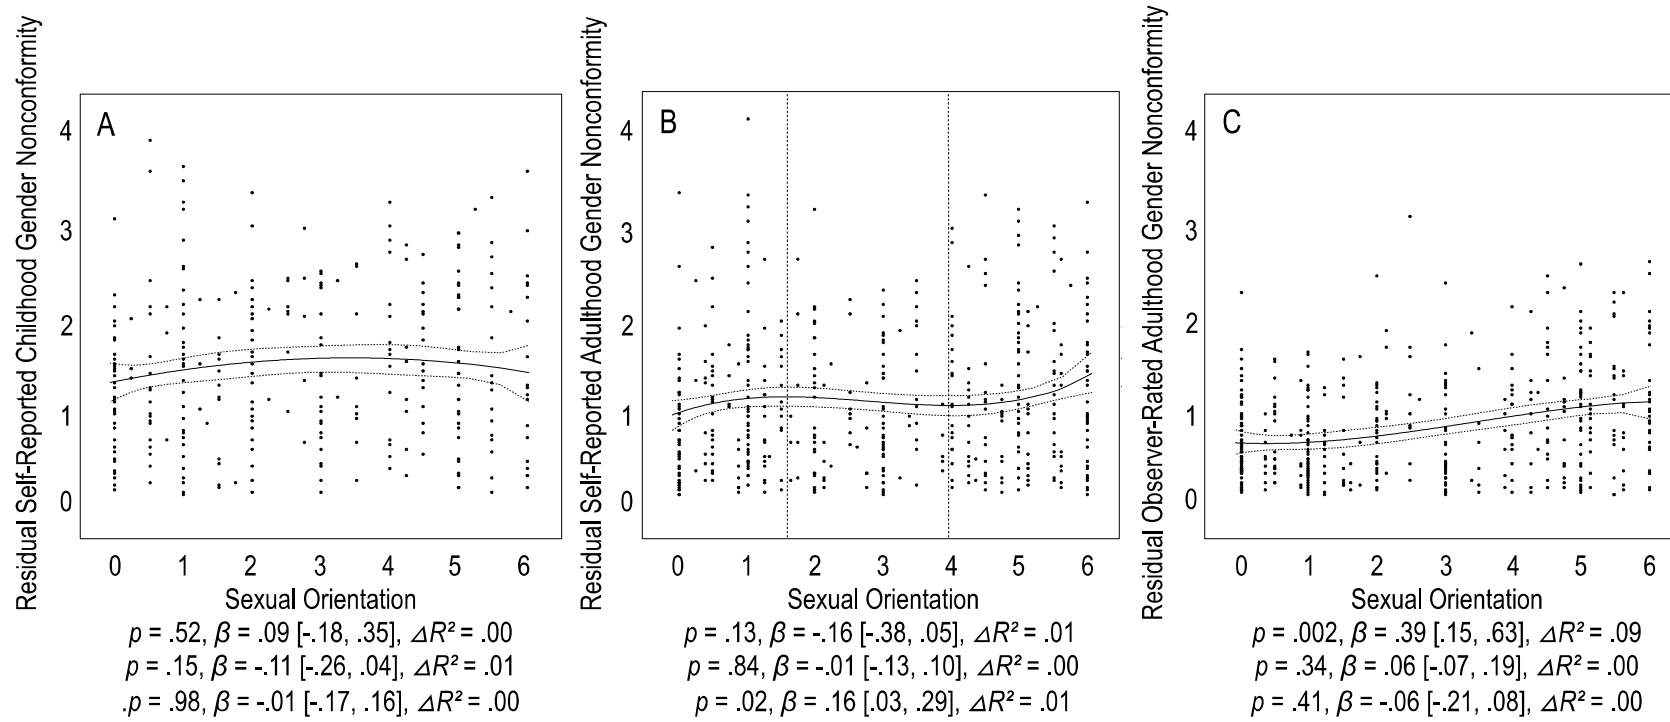 Residual Self-Reported Childhood Gender Nonconformity
A
4
3
2
1
0
0 1 2 3 4 5 6
Sexual Orientation
p = .52, β = .09 [-.18, .35], ΔR² = .00
p = .15, β = -.11 [-.26, .04], ΔR² = .01
.p = .98, β = -.01 [-.17, .16], ΔR² = .00
Residual Self-Reported Adulthood Gender Nonconformity
B
4
3
2
1
0
0 1 2 3 4 5 6
Sexual Orientation
p = .13, β = -.16 [-.38, .05], ΔR² = .01
p = .84, β = -.01 [-.13, .10], ΔR² = .00
p = .02, β = .16 [.03, .29], ΔR² = .01
Residual Observer-Rated Adulthood Gender Nonconformity
C
4
3
2
1
0
0 1 2 3 4 5 6
Sexual Orientation
p = .002, β = .39 [.15, .63], ΔR² = .09
p = .34, β = .06 [-.07, .19], ΔR² = .00
p = .41, β = -.06 [-.21, .08], ΔR² = .00